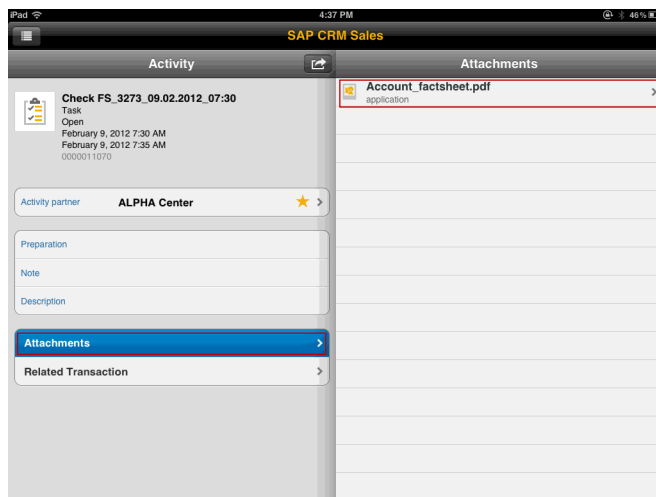 iPad 4:37 PM 46%
SAP CRM Sales
Activity
Attachments
Check FS_3273_09.02.2012_07:30
Task
Open
February 9, 2012 7:30 AM
February 9, 2012 7:35 AM
0000011070
Activity partner ALPHA Center
Preparation
Note
Description
Attachments
Related Transaction
Account_factsheet.pdf
application